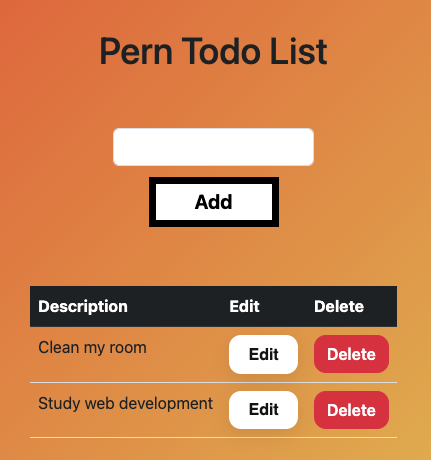 Pern Todo List
Add
Description Edit Delete
Clean my room Edit Delete
Study web development Edit Delete